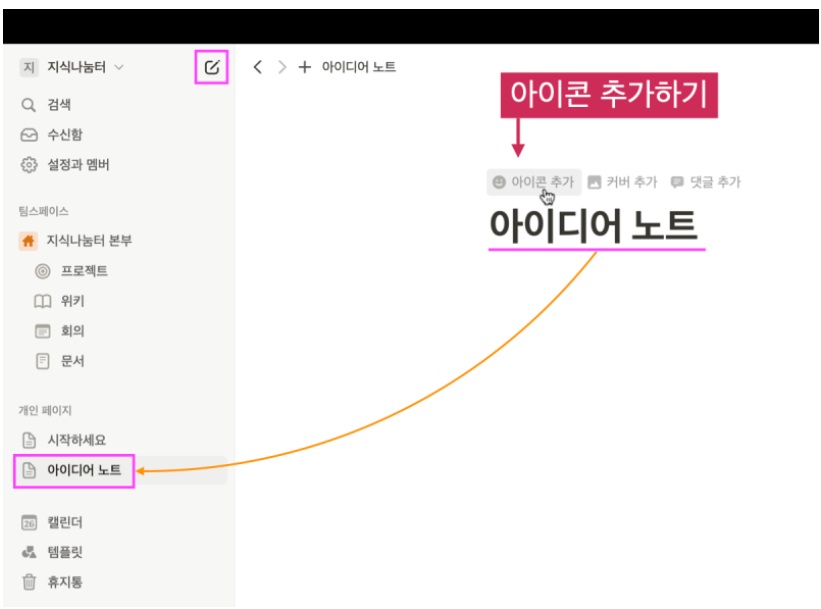 지 지식나눔터
아이디어 노트
아이콘 추가하기
검색
수신함
설정과 멤버
아이콘 추가 커버 추가 댓글 추가
아이디어 노트
팀스페이스
지식나눔터 본부
프로젝트
위키
회의
문서
개인 페이지
시작하세요
아이디어 노트
26 캘린더
템플릿
휴지통